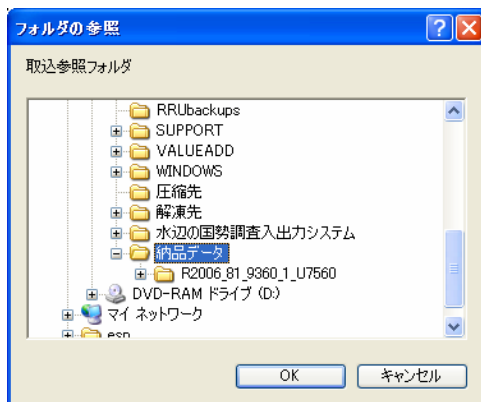 フォルダの参照
取込参照フォルダ
RRUbackups
SUPPORT
VALUEADD
WINDOWS
圧縮先
解凍先
水辺の国勢調査入出力システム
納品データ
R2006_81_9360_1_U7560
DVD-RAM ドライブ (D:)
マイ ネットワーク
esp
OK
キャンセル